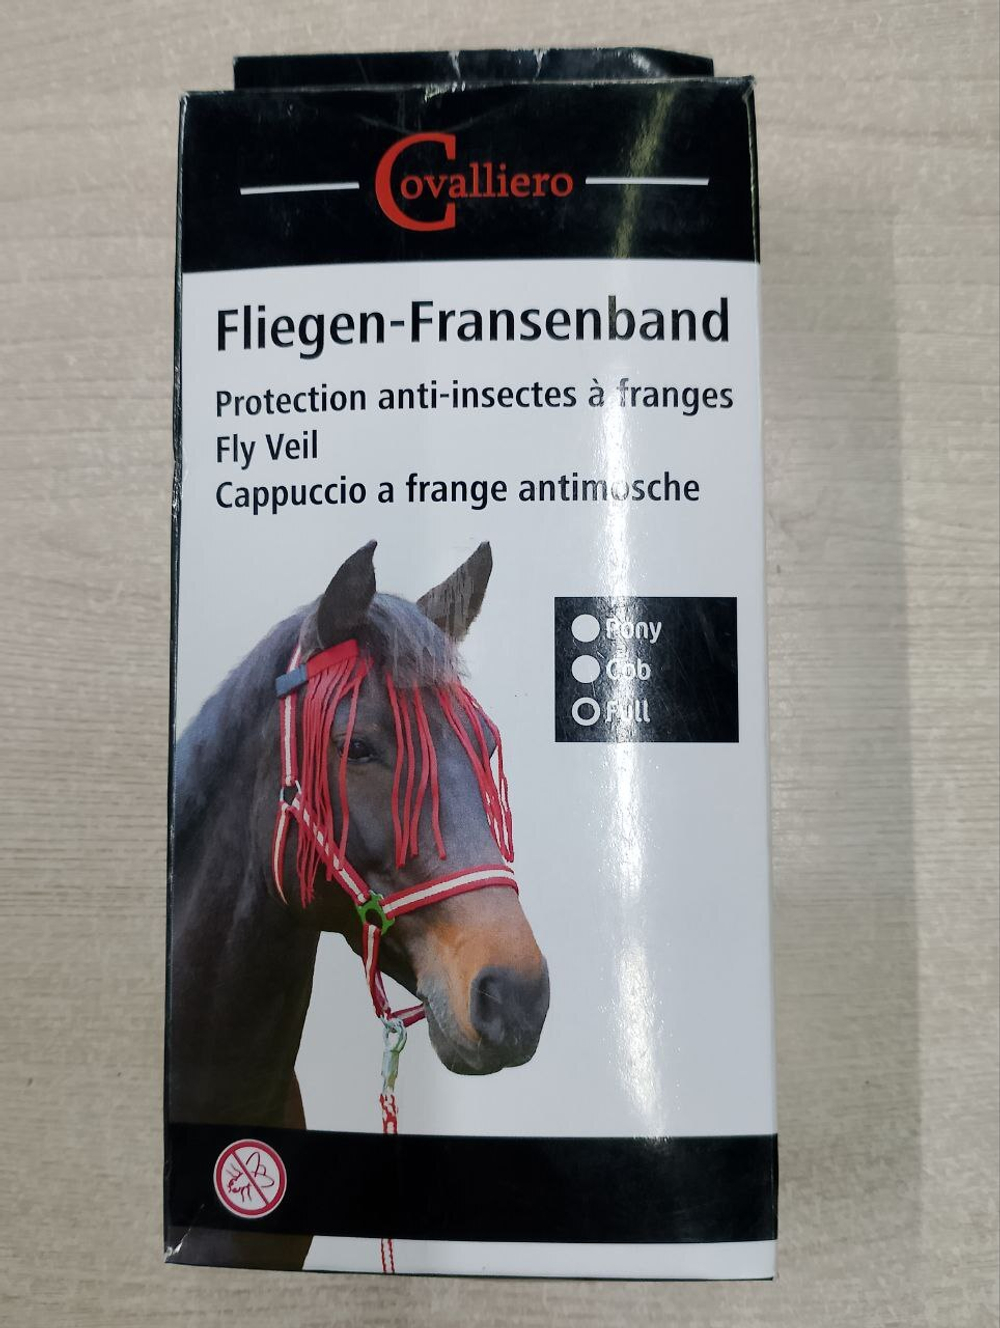 Covalliero
Fliegen-Fransenband
Protection anti-insectes à franges
Fly Veil
Cappuccio a frange antimosche
Pony
Cob
Full